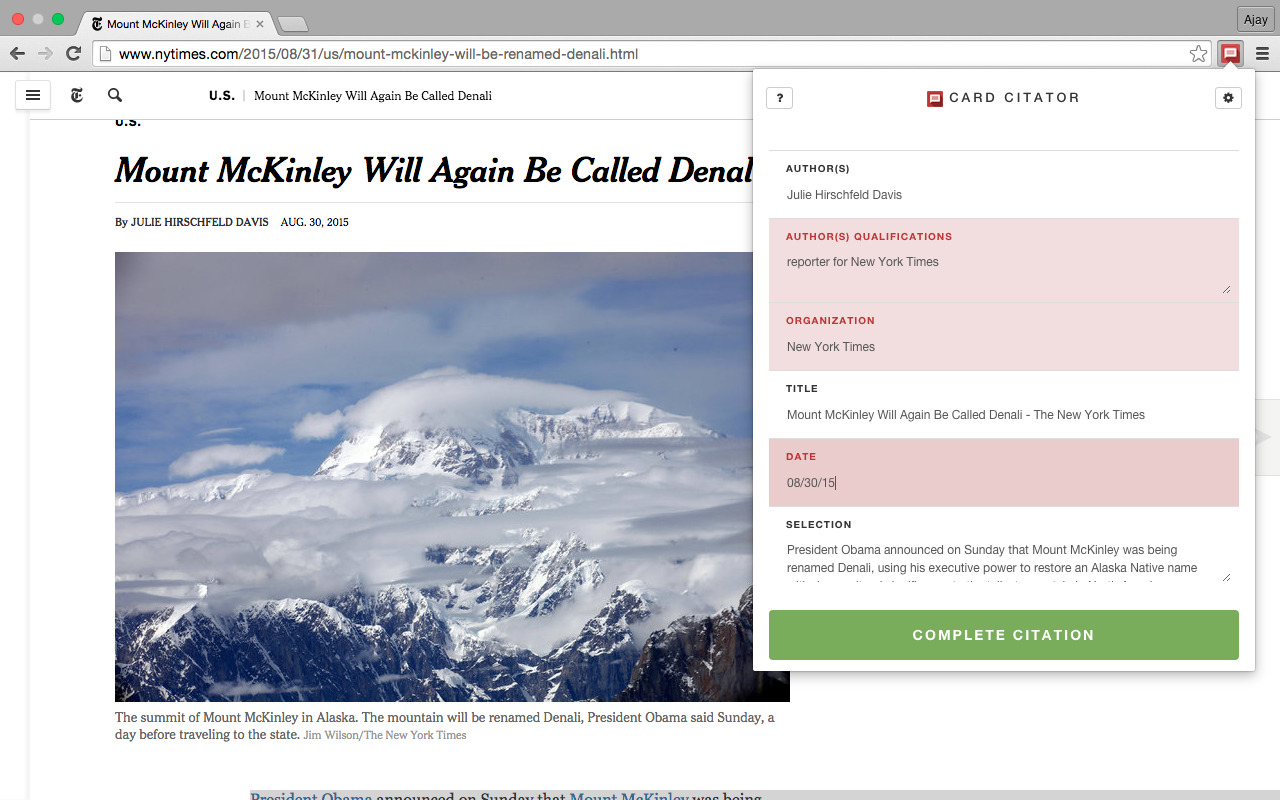 Mount McKinley Will Again B
Ajay
www.nytimes.com/2015/08/31/us/mount-mckinley-will-be-renamed-denali.html
U.S. | Mount McKinley Will Again Be Called Denali
U.S.
Mount McKinley Will Again Be Called Denal
By JULIE HIRSCHFELD DAVIS AUG. 30, 2015
The summit of Mount McKinley in Alaska. The mountain will be renamed Denali, President Obama said Sunday, a
day before traveling to the state. Jim Wilson/The New York Times
President Obama announced on Sunday that Mount McKinley was being
?
CARD CITATOR
AUTHOR(S)
Julie Hirschfeld Davis
AUTHOR(S) QUALIFICATIONS
reporter for New York Times
ORGANIZATION
New York Times
TITLE
Mount McKinley Will Again Be Called Denali - The New York Times
DATE
08/30/15
SELECTION
President Obama announced on Sunday that Mount McKinley was being
renamed Denali, using his executive power to restore an Alaska Native name
COMPLETE CITATION